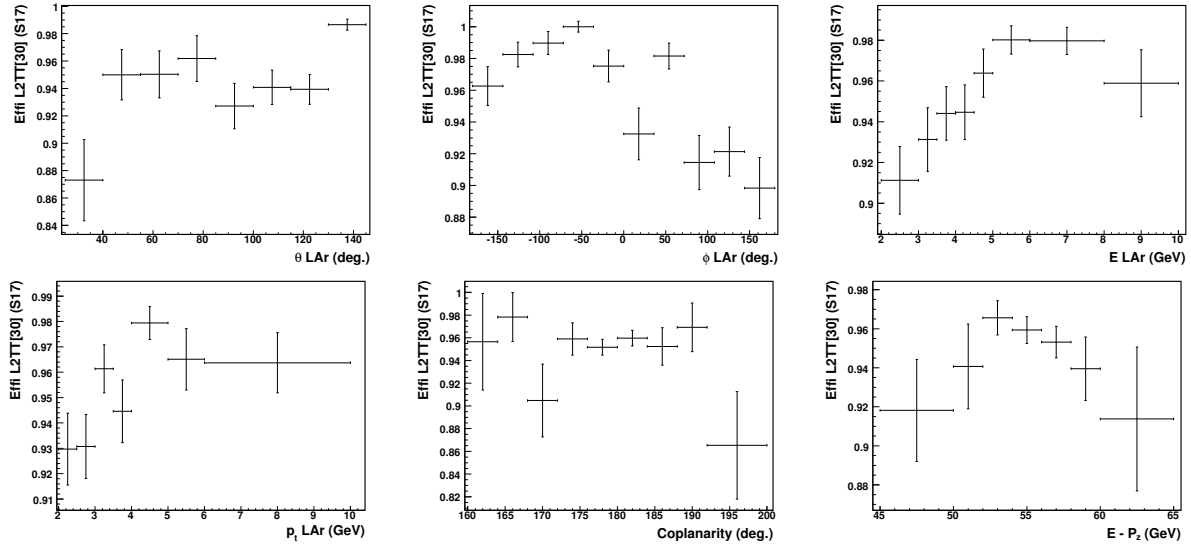 Effi L2TT[30] (S17)
0.98
0.96
0.94
0.92
0.9
0.88
0.86
0.84
40 60 80 100 120 140
θ LAr (deg.)
Effi L2TT[30] (S17)
1
0.98
0.96
0.94
0.92
0.9
0.88
-150 -100 -50 0 50 100 150
ϕ LAr (deg.)
Effi L2TT[30] (S17)
0.98
0.96
0.94
0.92
0.9
2 3 4 5 6 7 8 9 10
E LAr (GeV)
Effi L2TT[30] (S17)
0.99
0.98
0.97
0.96
0.95
0.94
0.93
0.92
0.91
2 3 4 5 6 7 8 9 10
p_t LAr (GeV)
Effi L2TT[30] (S17)
1
0.98
0.96
0.94
0.92
0.9
0.88
0.86
0.84
0.82
160 165 170 175 180 185 190 195 200
Coplanarity (deg.)
Effi L2TT[30] (S17)
0.98
0.96
0.94
0.92
0.9
0.88
45 50 55 60 65
E - P_z (GeV)